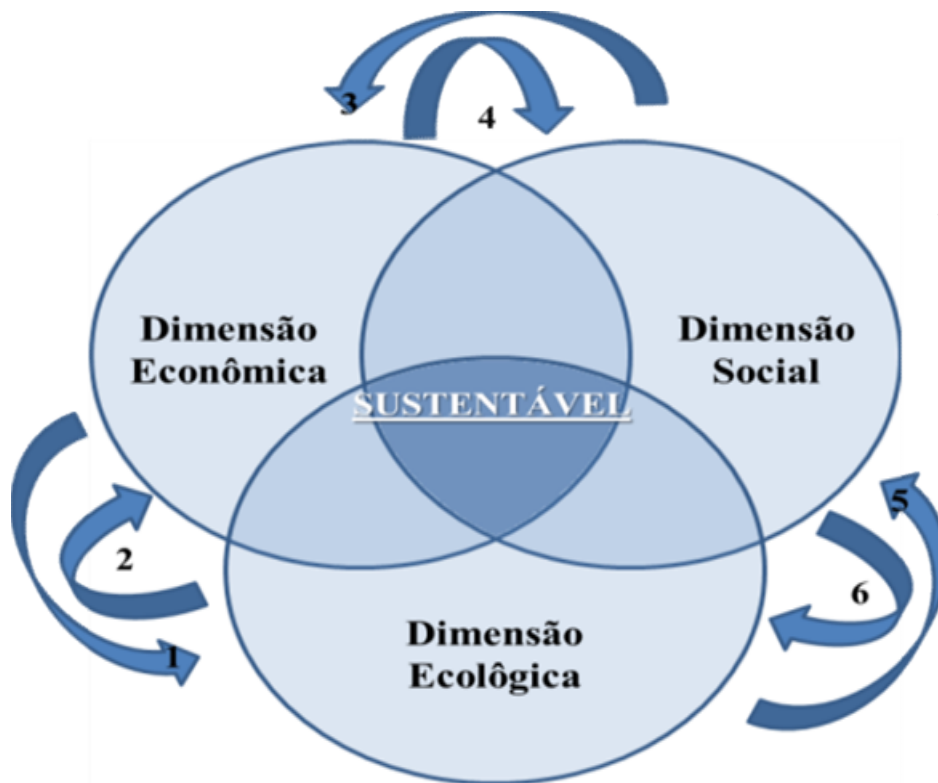 3
4
Dimensão
Econômica
Dimensão
Social
SUSTENTÁVEL
2
5
6
1
Dimensão
Ecológica